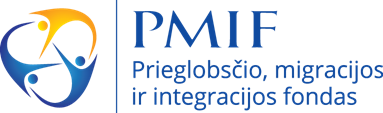 PMIF
Prieglobsčio, migracijos
ir integracijos fondas